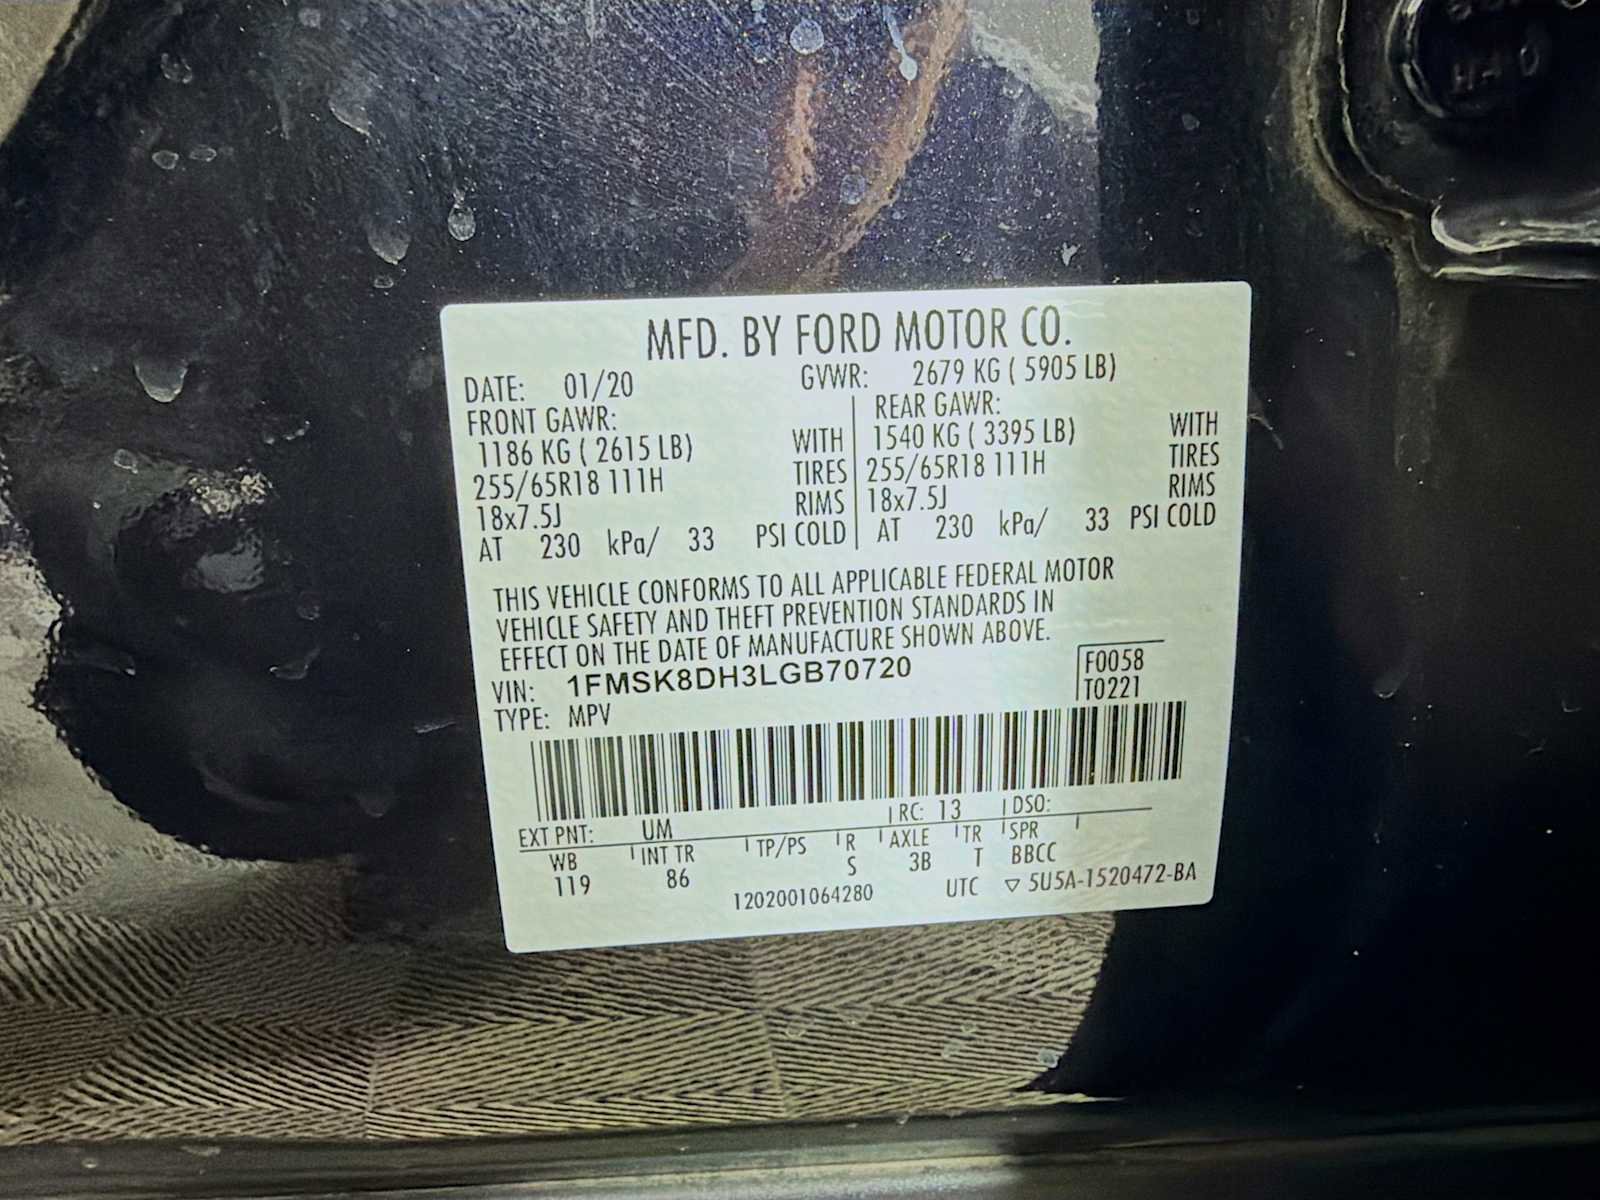 MFD. BY FORD MOTOR CO.
DATE: 01/20 GVWR: 2679 KG ( 5905 LB)
FRONT GAWR: REAR GAWR:
1186 KG ( 2615 LB) WITH 1540 KG ( 3395 LB) WITH
255/65R18 111H TIRES 255/65R18 111H TIRES
18x7.5J RIMS 18x7.5J RIMS
AT 230 kPa/ 33 PSI COLD AT 230 kPa/ 33 PSI COLD
THIS VEHICLE CONFORMS TO ALL APPLICABLE FEDERAL MOTOR
VEHICLE SAFETY AND THEFT PREVENTION STANDARDS IN
EFFECT ON THE DATE OF MANUFACTURE SHOWN ABOVE.
VIN: 1FMSK8DH3LGB70720 F0058
TYPE: MPV T0221
EXT PNT: UM RC: 13 DSO:
WB INT TR TP/PS R AXLE TR SPR
119 86 S 3B T BBCC
1202001064280 UTC ▽ 5U5A-1520472-BA